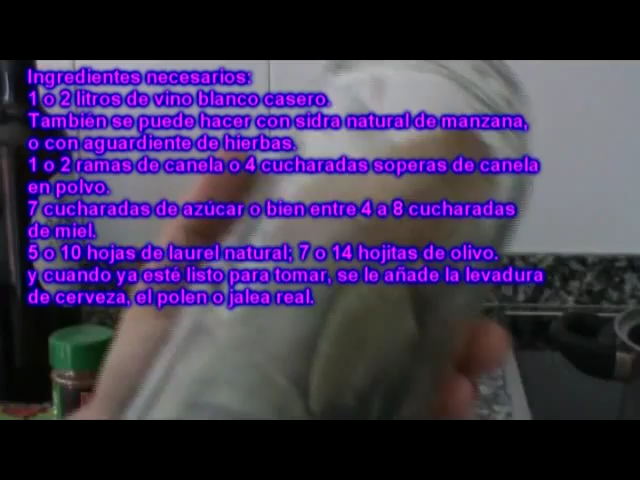 Ingredientes necesarios:
1 o 2 litros de vino blanco casero.
También se puede hacer con sidra natural de manzana,
o con aguardiente de hierbas.
1 o 2 ramas de canela o 4 cucharadas soperas de canela
en polvo.
7 cucharadas de azúcar o bien entre 4 a 8 cucharadas
de miel.
5 o 10 hojas de laurel natural; 7 o 14 hojitas de olivo.
y cuando ya esté listo para tomar, se le añade la levadura
de cerveza, el polen o jalea real.